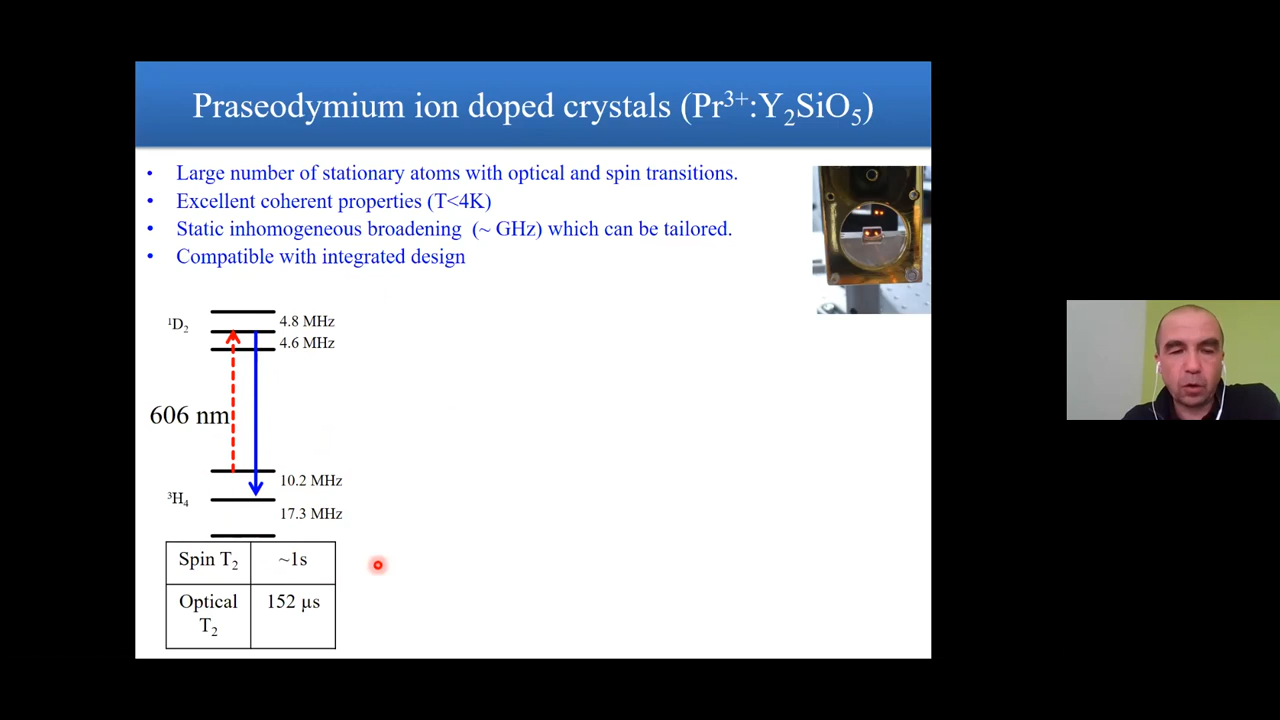 Praseodymium ion doped crystals (Pr³⁺:Y₂SiO₅)
• Large number of stationary atoms with optical and spin transitions.
• Excellent coherent properties (T<4K)
• Static inhomogeneous broadening (~ GHz) which can be tailored.
• Compatible with integrated design
¹D₂
4.8 MHz
4.6 MHz
606 nm
³H₄
10.2 MHz
17.3 MHz
Spin T₂ ~1s
Optical 152 µs
T₂